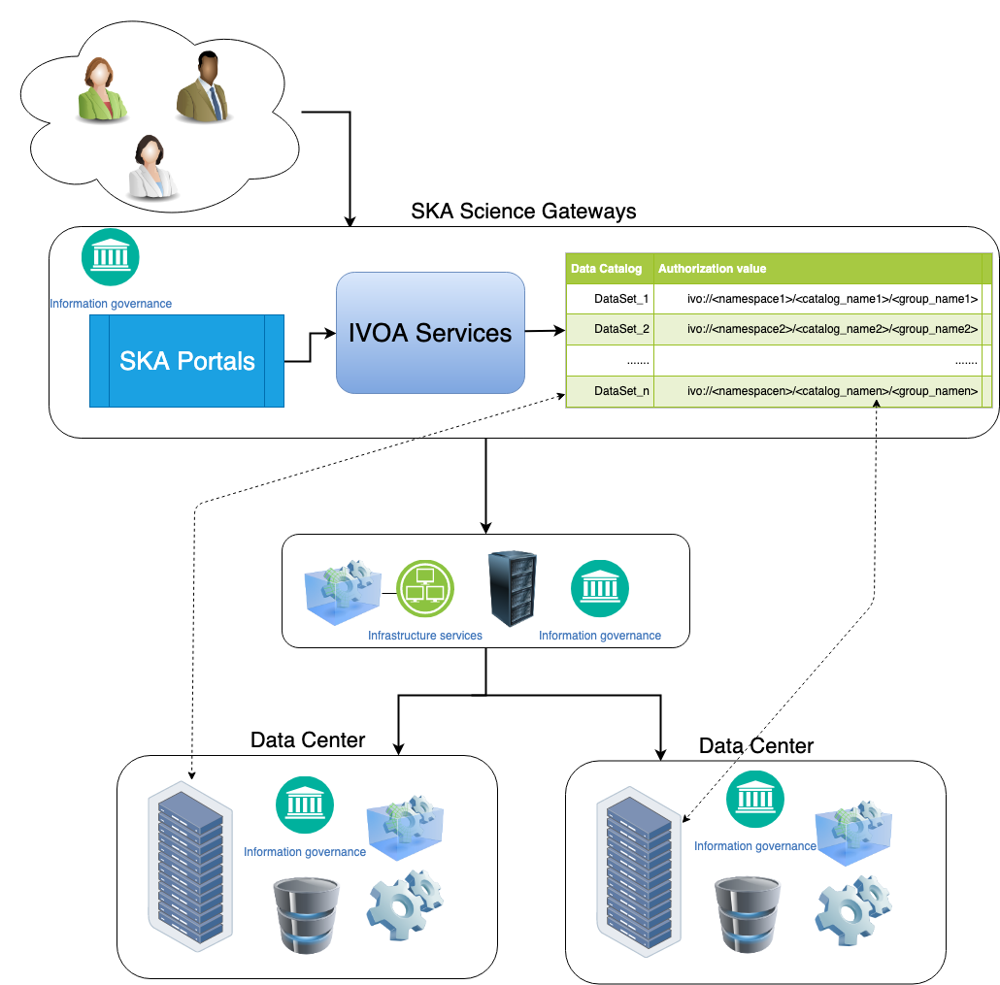 SKA Science Gateways
Information governance
SKA Portals
IVOA Services
Data Catalog Authorization value
DataSet_1 ivo://<namespace1>/<catalog_name1>/<group_name1>
DataSet_2 ivo://<namespace2>/<catalog_name2>/<group_name2>
....... .......
DataSet_n ivo://<namespacen>/<catalog_namen>/<group_namen>
Infrastructure services
Information governance
Data Center
Information governance
Data Center
Information governance